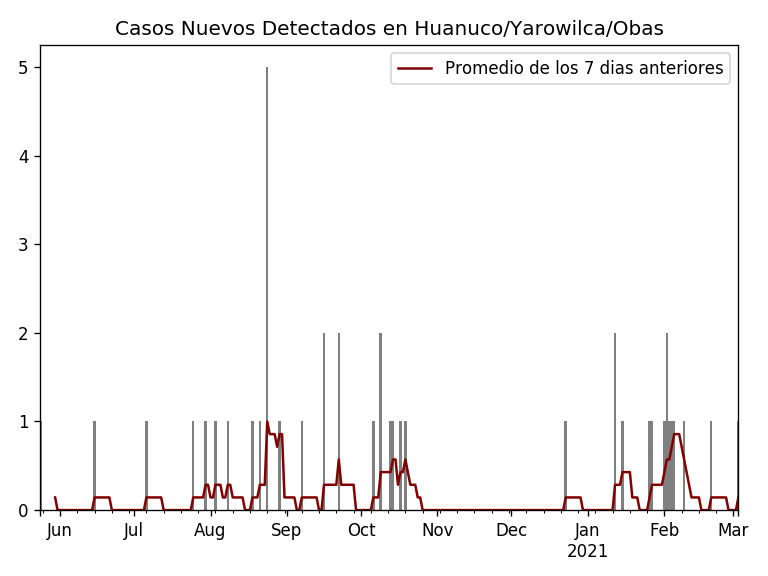 Casos Nuevos Detectados en Huanuco/Yarowilca/Obas
Promedio de los 7 dias anteriores
5
4
3
2
1
0
Jun Jul Aug Sep Oct Nov Dec Jan Feb Mar
2021